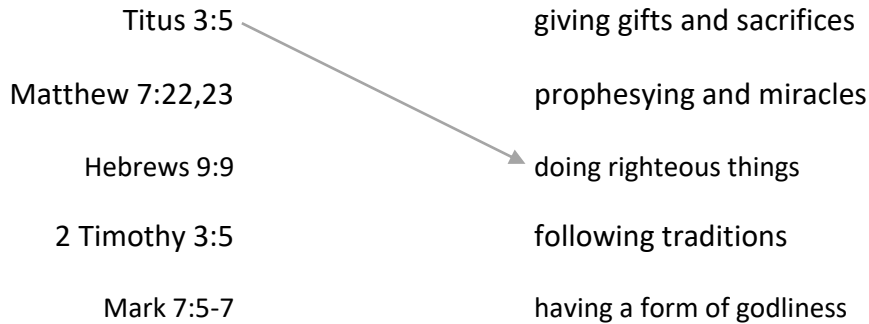 Titus 3:5 giving gifts and sacrifices
Matthew 7:22,23 prophesying and miracles
Hebrews 9:9 doing righteous things
2 Timothy 3:5 following traditions
Mark 7:5-7 having a form of godliness